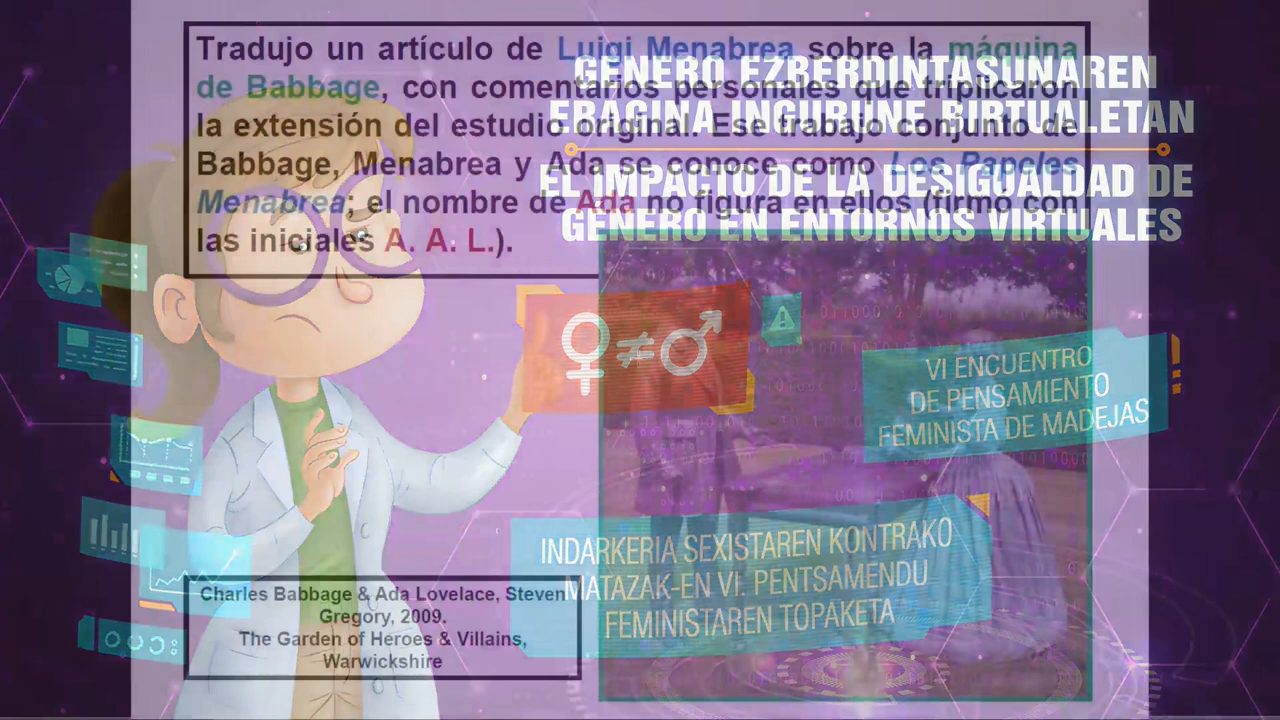 Tradujo un artículo de Luigi Menabrea sobre la máquina
de Babbage, con comentarios personales que triplicaron
la extensión del estudio original. Ese trabajo conjunto de
Babbage, Menabrea y Ada se conoce como Los Papeles
Menabrea; el nombre de Ada no figura en ellos (firmó con
las iniciales A. A. L.).
GÉNERO EZBERDINTASUNAREN
ERAGINA INGURUNE BIRTUALETAN
EL IMPACTO DE LA DESIGUALDAD DE
GÉNERO EN ENTORNOS VIRTUALES
VI ENCUENTRO
DE PENSAMIENTO
FEMINISTA DE MADEJAS
INDARKERIA SEXISTAREN KONTRAKO
MATAZAK-EN VI. PENTSAMENDU
FEMINISTAREN TOPAKETA
Charles Babbage & Ada Lovelace, Steven
Gregory, 2009.
The Garden of Heroes & Villains,
Warwickshire